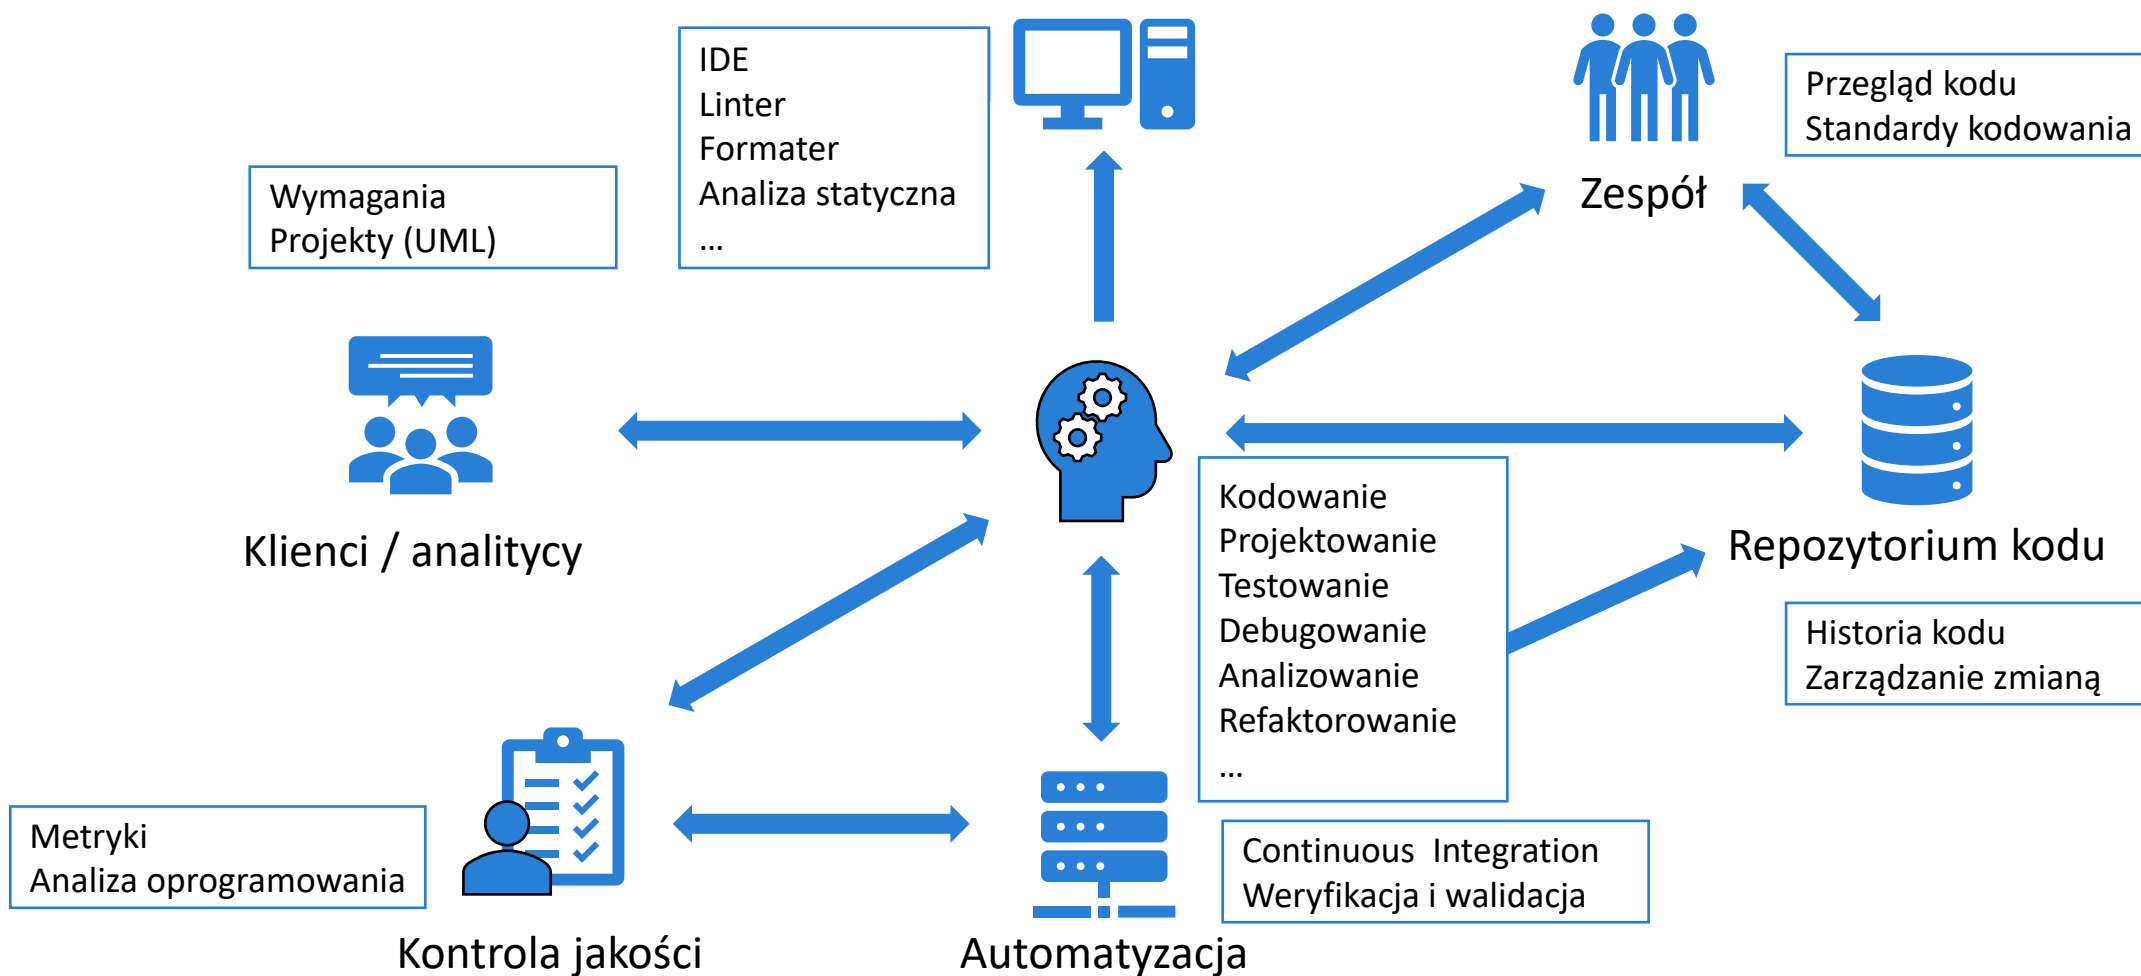 IDE
Linter
Formater
Analiza statyczna
...
Przegląd kodu
Standardy kodowania
Zespół
Wymagania
Projekty (UML)
Klienci / analitycy
Kodowanie
Projektowanie
Testowanie
Debugowanie
Analizowanie
Refaktorowanie
...
Repozytorium kodu
Historia kodu
Zarządzanie zmianą
Metryki
Analiza oprogramowania
Kontrola jakości
Continuous  Integration
Weryfikacja i walidacja
Automatyzacja